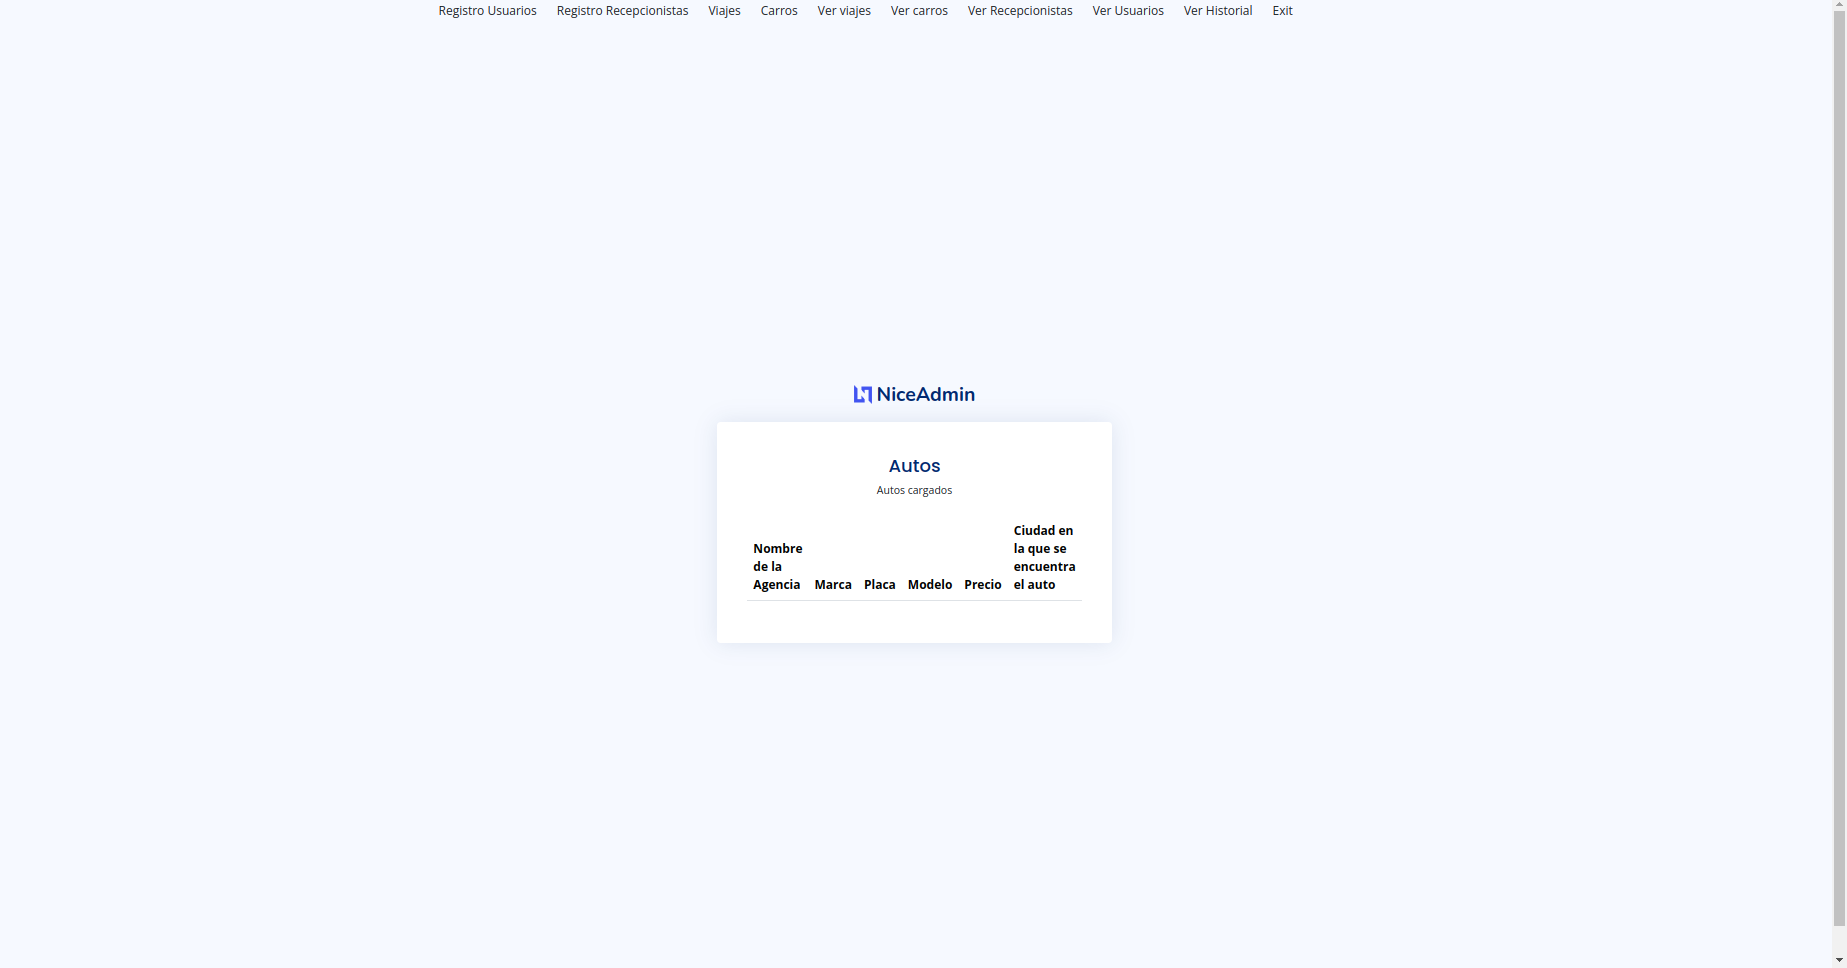 Registro Usuarios Registro Recepcionistas Viajes Carros Ver viajes Ver carros Ver Recepcionistas Ver Usuarios Ver Historial Exit
NiceAdmin
Autos
Autos cargados
Nombre de la Agencia Marca Placa Modelo Precio Ciudad en la que se encuentra el auto